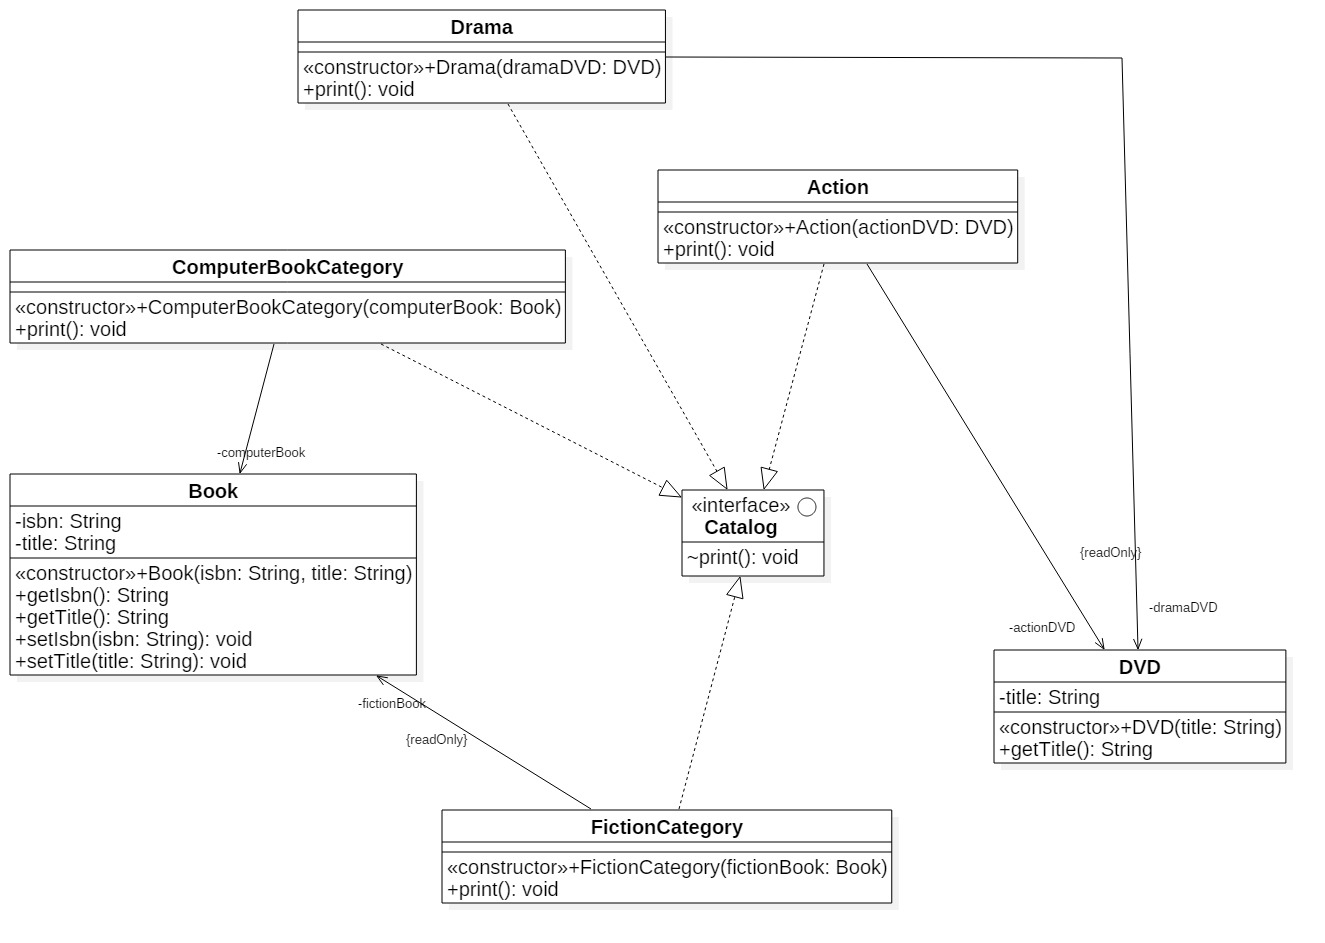 Drama
«constructor»+Drama(dramaDVD: DVD)
+print(): void
Action
«constructor»+Action(actionDVD: DVD)
+print(): void
ComputerBookCategory
«constructor»+ComputerBookCategory(computerBook: Book)
+print(): void
-computerBook
Book
-isbn: String
-title: String
«constructor»+Book(isbn: String, title: String)
+getIsbn(): String
+getTitle(): String
+setIsbn(isbn: String): void
+setTitle(title: String): void
«interface»
Catalog
~print(): void
{readOnly}
-dramaDVD
-actionDVD
DVD
-title: String
«constructor»+DVD(title: String)
+getTitle(): String
-fictionBook
{readOnly}
FictionCategory
«constructor»+FictionCategory(fictionBook: Book)
+print(): void